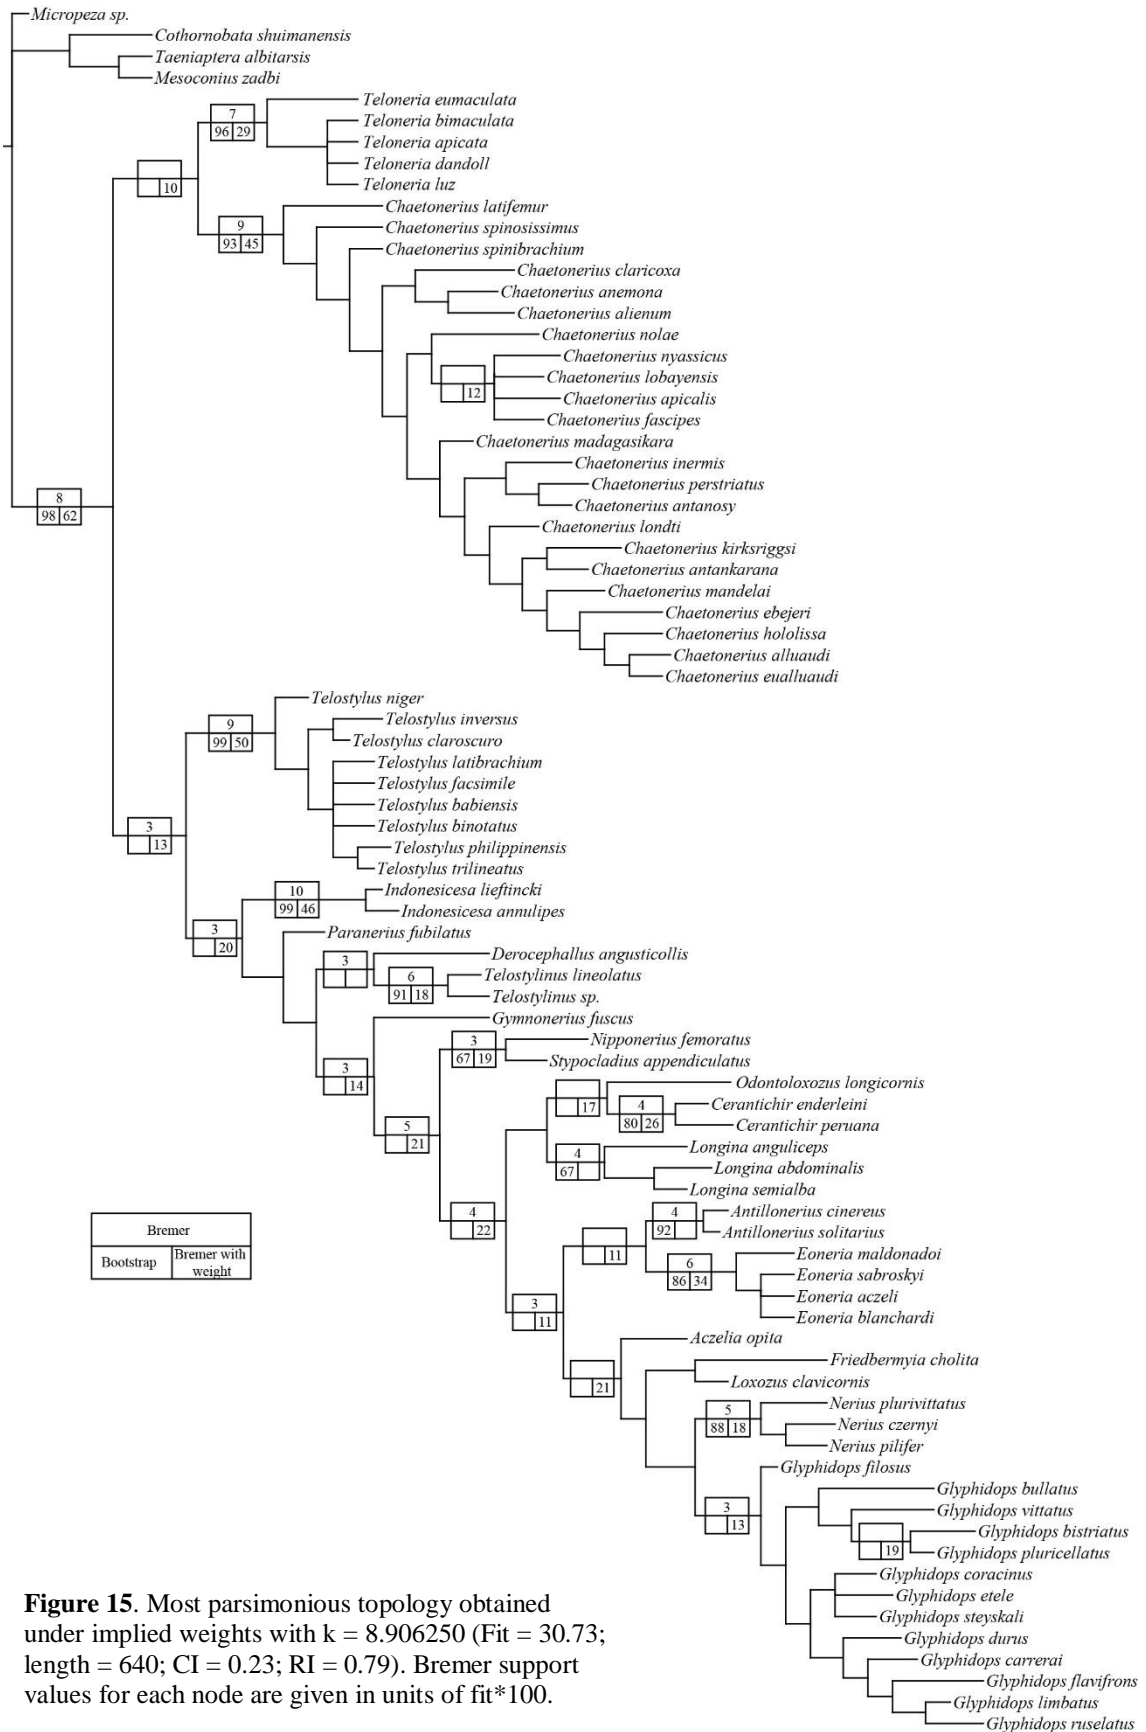 Micropeza sp.
Cothornobata shuimanensis
Taeniaptera albitarsis
Mesoconius zadbi
Teloneria eumaculata
7
Teloneria bimaculata
96 29
Teloneria apicata
Teloneria dandoll
10
Teloneria luz
Chaetonerius latifemur
9
Chaetonerius spinosissimus
93 45
Chaetonerius spinibrachium
Chaetonerius claricoxa
Chaetonerius anemona
Chaetonerius alienum
Chaetonerius nolae
Chaetonerius nyassicus
Chaetonerius lobayensis
12
Chaetonerius apicalis
Chaetonerius fascipes
Chaetonerius madagasikara
Chaetonerius inermis
Chaetonerius perstriatus
8
Chaetonerius antanosy
98 62
Chaetonerius londti
Chaetonerius kirksriggsi
Chaetonerius antankarana
Chaetonerius mandelai
Chaetonerius ebejeri
Chaetonerius hololissa
Chaetonerius alluaudi
Chaetonerius eualluaudi
Telostylus niger
9
Telostylus inversus
99 50
Telostylus claroscuro
Telostylus latibrachium
Telostylus facsimile
Telostylus babiensis
3
Telostylus binotatus
13
Telostylus philippinensis
Telostylus trilineatus
10
Indonesicesa lieftincki
99 46
Indonesicesa annulipes
3
Paranerius fubilatus
20
3
Derocephallus angusticollis
6
Telostylinus lineolatus
91 18
Telostylinus sp.
Gymnonerius fuscus
3
Nipponerius femoratus
67 19
Stypocladius appendiculatus
3
14
Odontoloxozus longicornis
17
4
Cerantichir enderleini
80 26
Cerantichir peruana
5
21
4
Longina anguliceps
67
Longina abdominalis
Longina semialba
4
22
4
Antillonerius cinereus
92
Antillonerius solitarius
11
Eoneria maldonadoi
6
Eoneria sabroskyi
86 34
Eoneria aczeli
3
Eoneria blanchardi
11
Bremer
Bootstrap
Bremer with
weight
Aczelia opita
Friedbermyia cholita
21
Loxozus clavicornis
5
Nerius plurivittatus
88 18
Nerius czernyi
Nerius pilifer
Glyphidops filosus
Glyphidops bullatus
3
Glyphidops vittatus
13
Glyphidops bistriatus
19
Glyphidops pluricellatus
Glyphidops coracinus
Glyphidops etele
Glyphidops steyskali
Glyphidops durus
Glyphidops carrerai
Glyphidops flavifrons
Glyphidops limbatus
Glyphidops ruselatus
Figure 15. Most parsimonious topology obtained
under implied weights with k = 8.906250 (Fit = 30.73;
length = 640; CI = 0.23; RI = 0.79). Bremer support
values for each node are given in units of fit*100.